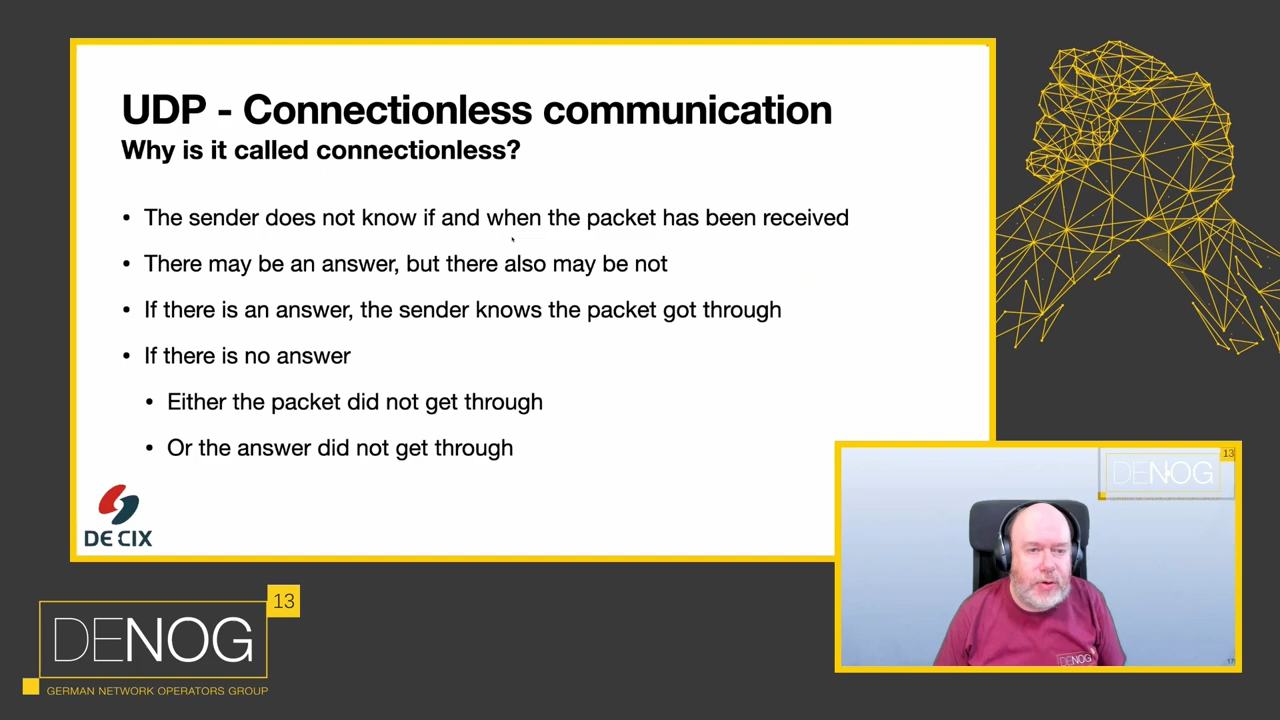 UDP - Connectionless communication
Why is it called connectionless?
• The sender does not know if and when the packet has been received
• There may be an answer, but there also may be not
• If there is an answer, the sender knows the packet got through
• If there is no answer
• Either the packet did not get through
• Or the answer did not get through
DE CIX
13
DENOG
DENOG
17
13
DENOG
GERMAN NETWORK OPERATORS GROUP